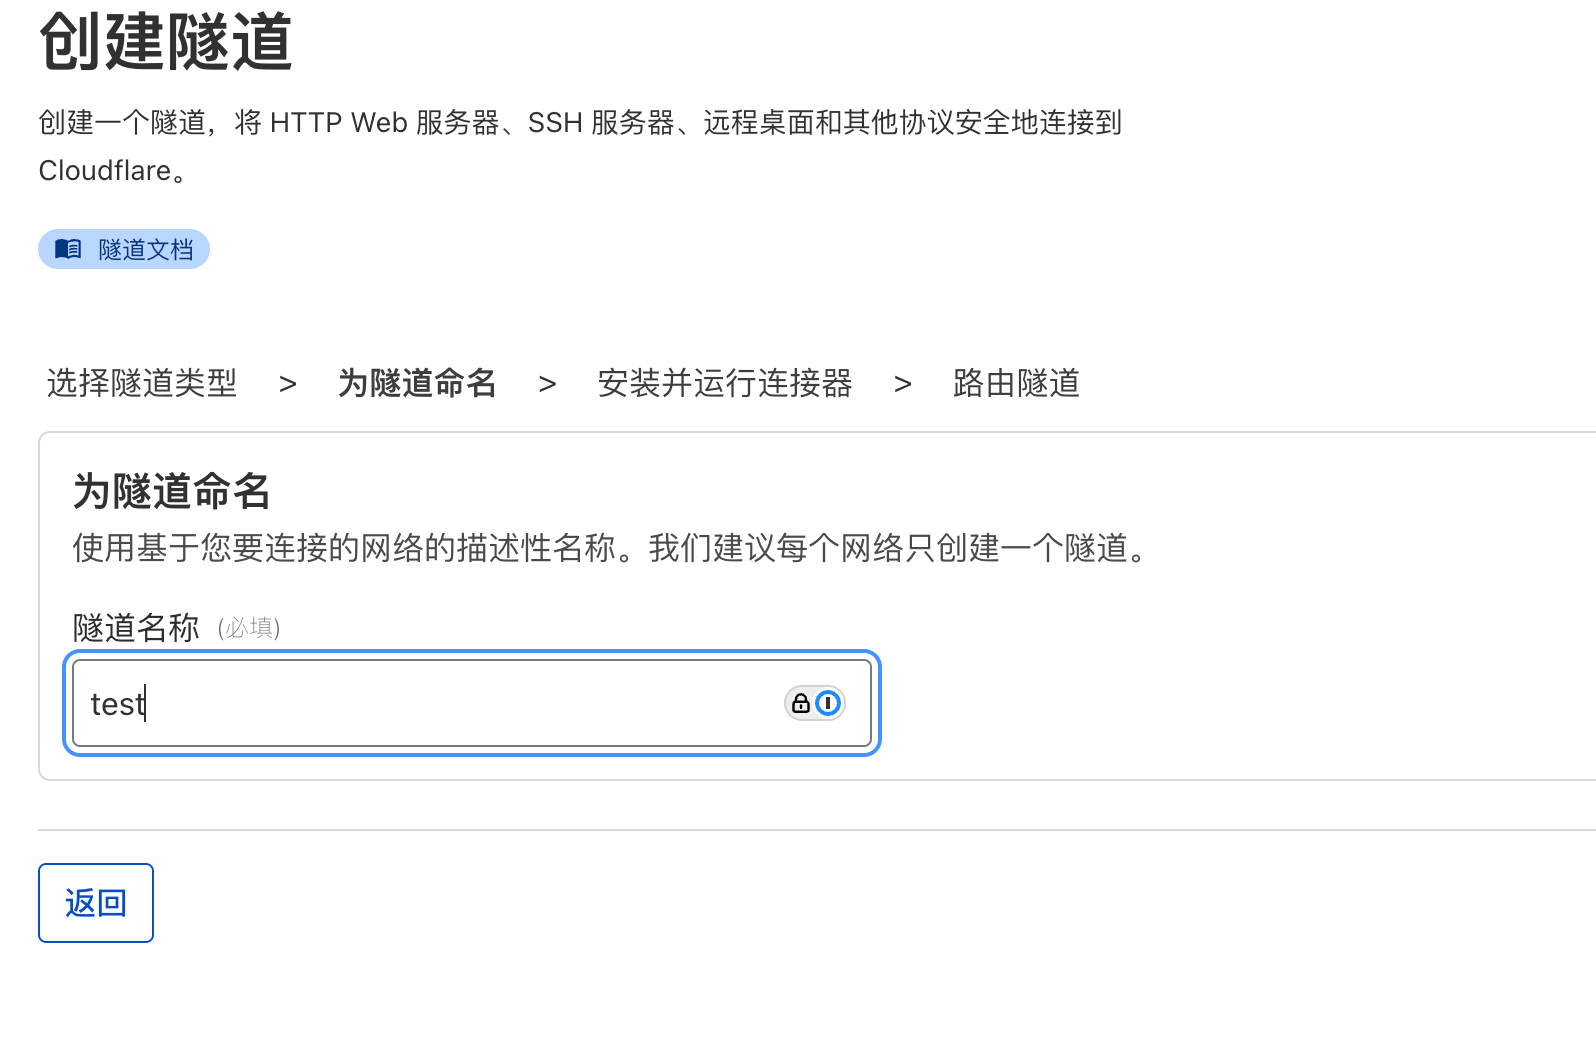 创建隧道
创建一个隧道，将 HTTP Web 服务器、SSH 服务器、远程桌面和其他协议安全地连接到
Cloudflare。
隧道文档
选择隧道类型 > 为隧道命名 > 安装并运行连接器 > 路由隧道
为隧道命名
使用基于您要连接的网络的描述性名称。我们建议每个网络只创建一个隧道。
隧道名称 (必填)
test
返回